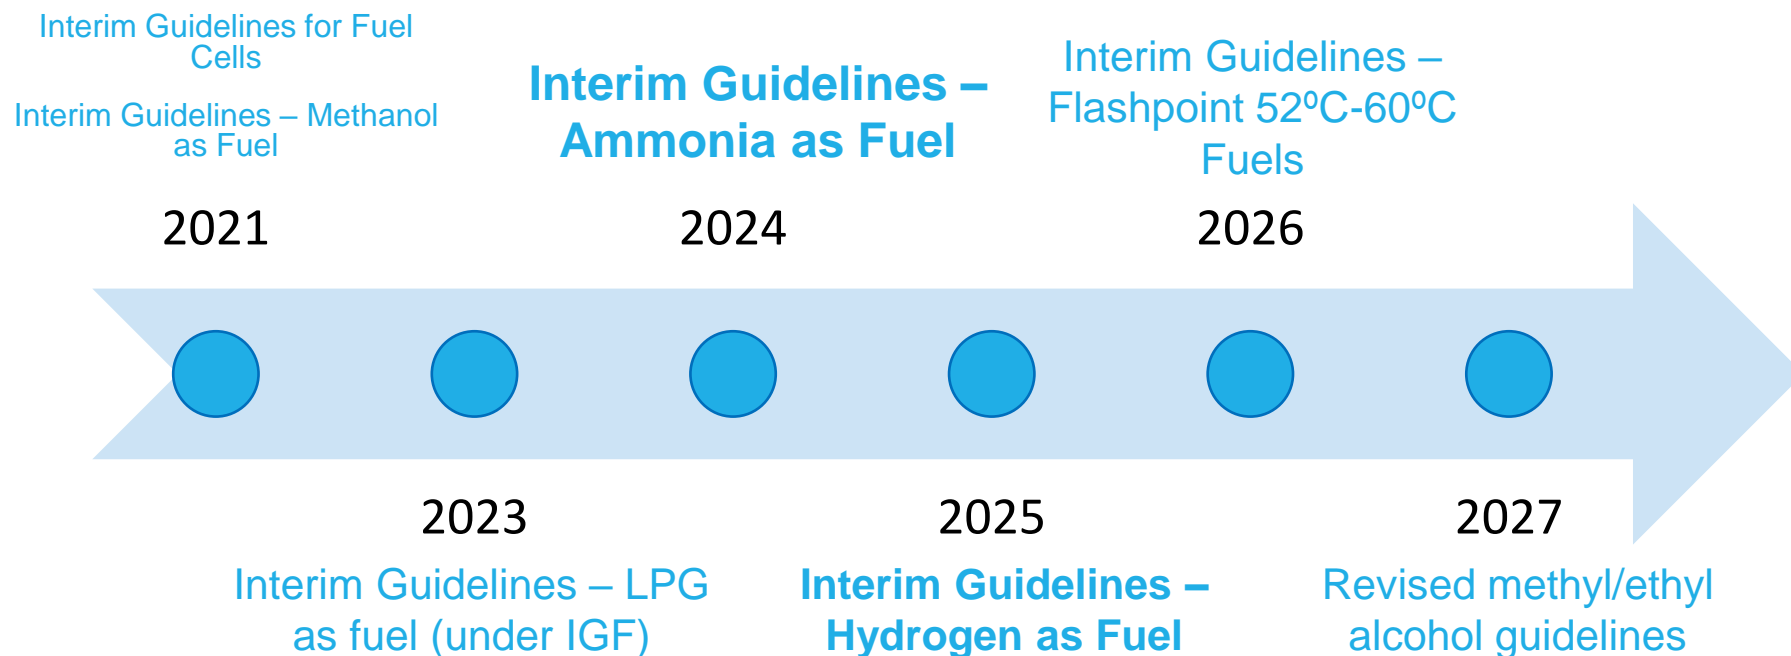 Interim Guidelines for Fuel
Cells
Interim Guidelines – Methanol
as Fuel
2021
Interim Guidelines –
Ammonia as Fuel
2024
Interim Guidelines –
Flashpoint 52ºC-60ºC
Fuels
2026
2023
Interim Guidelines – LPG
as fuel (under IGF)
2025
Interim Guidelines –
Hydrogen as Fuel
2027
Revised methyl/ethyl
alcohol guidelines